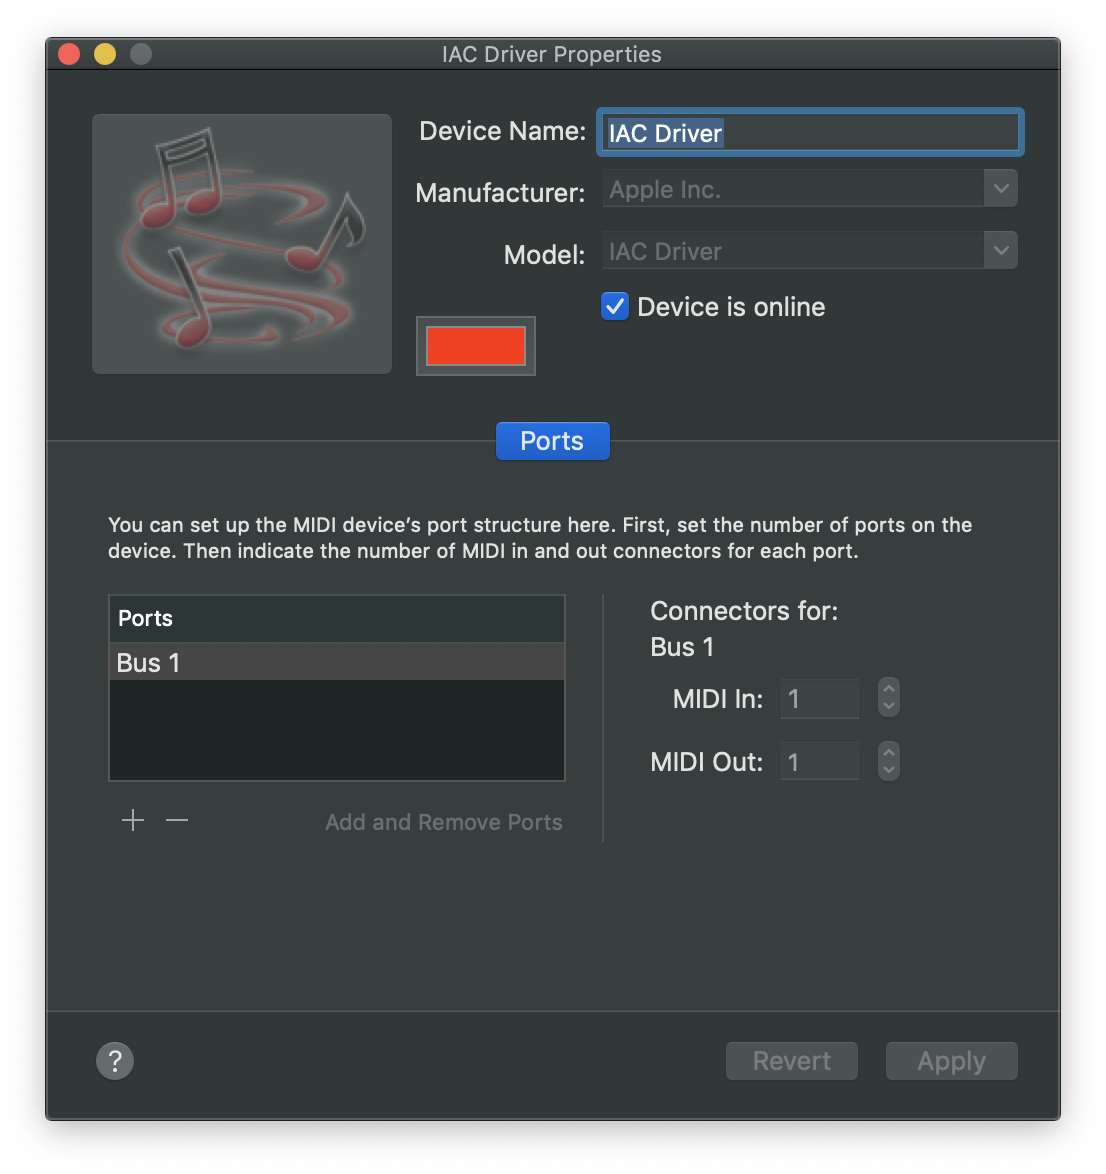 IAC Driver Properties
Device Name: IAC Driver
Manufacturer: Apple Inc.
Model: IAC Driver
Device is online
Ports
You can set up the MIDI device’s port structure here. First, set the number of ports on the
device. Then indicate the number of MIDI in and out connectors for each port.
Ports
Bus 1
Add and Remove Ports
Connectors for:
Bus 1
MIDI In: 1
MIDI Out: 1
?
Revert
Apply